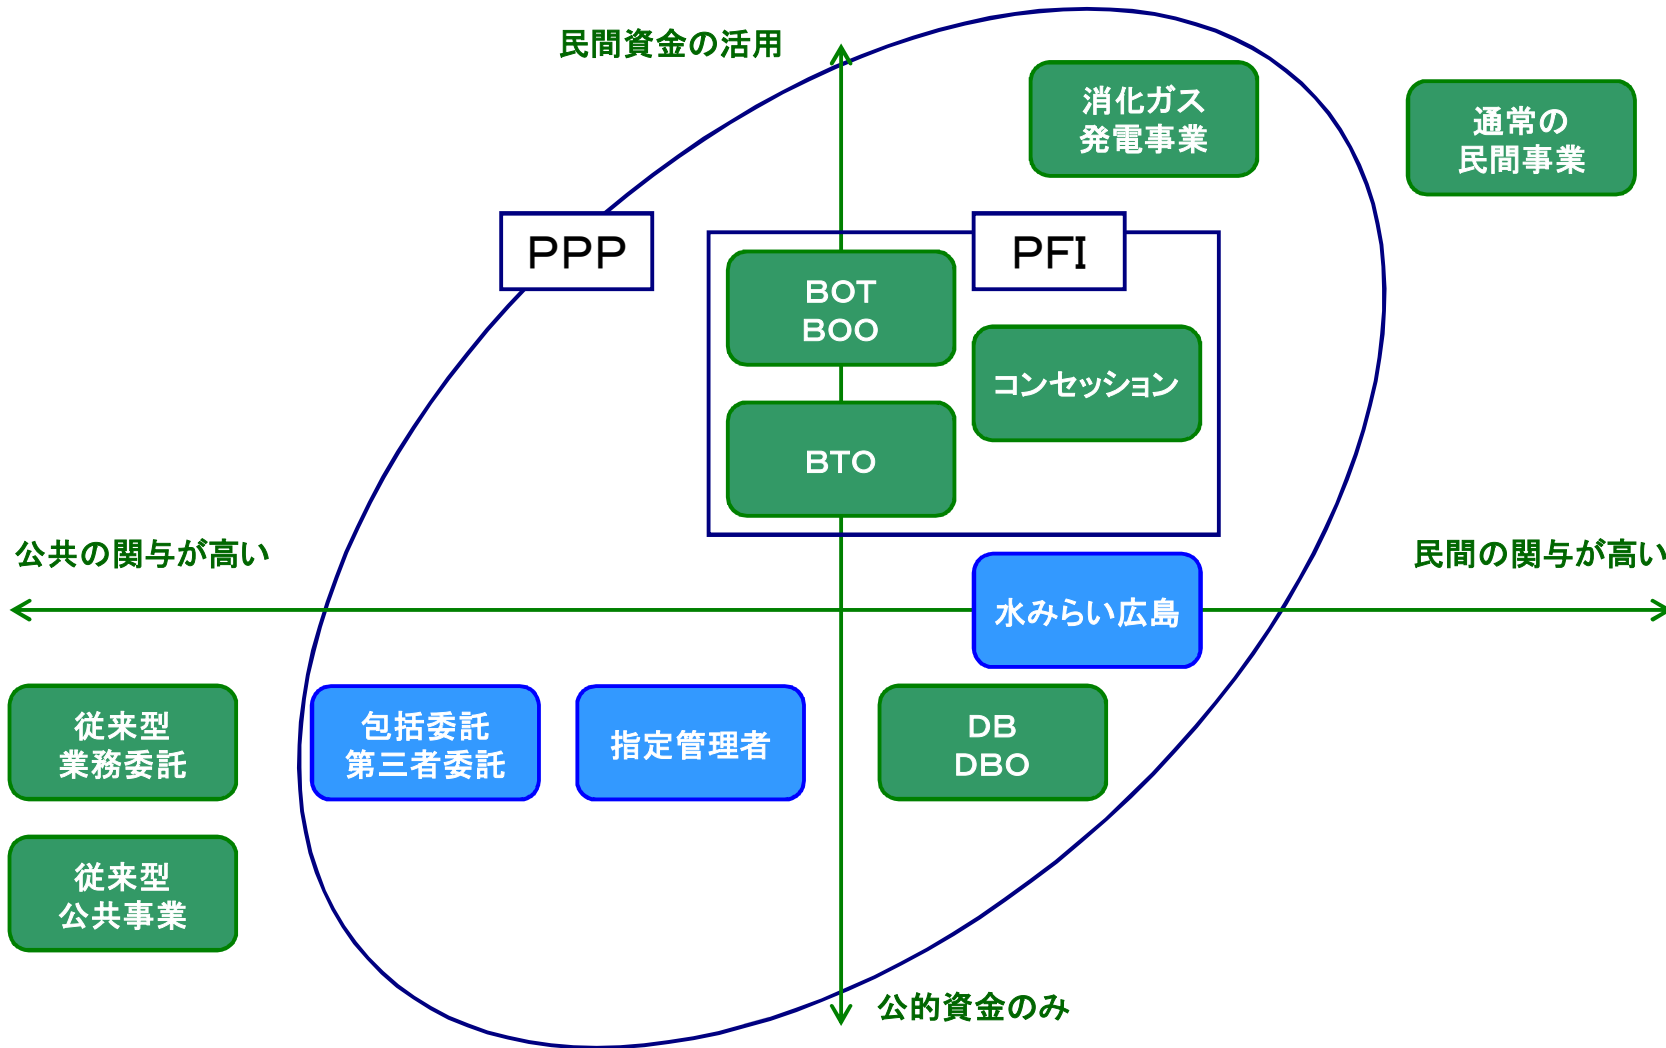 民間資金の活用
消化ガス
発電事業
通常の
民間事業
PPP
PFI
BOT
BOO
コンセッション
BTO
公共の関与が高い
民間の関与が高い
水みらい広島
従来型
業務委託
包括委託
第三者委託
指定管理者
DB
DBO
従来型
公共事業
公的資金のみ